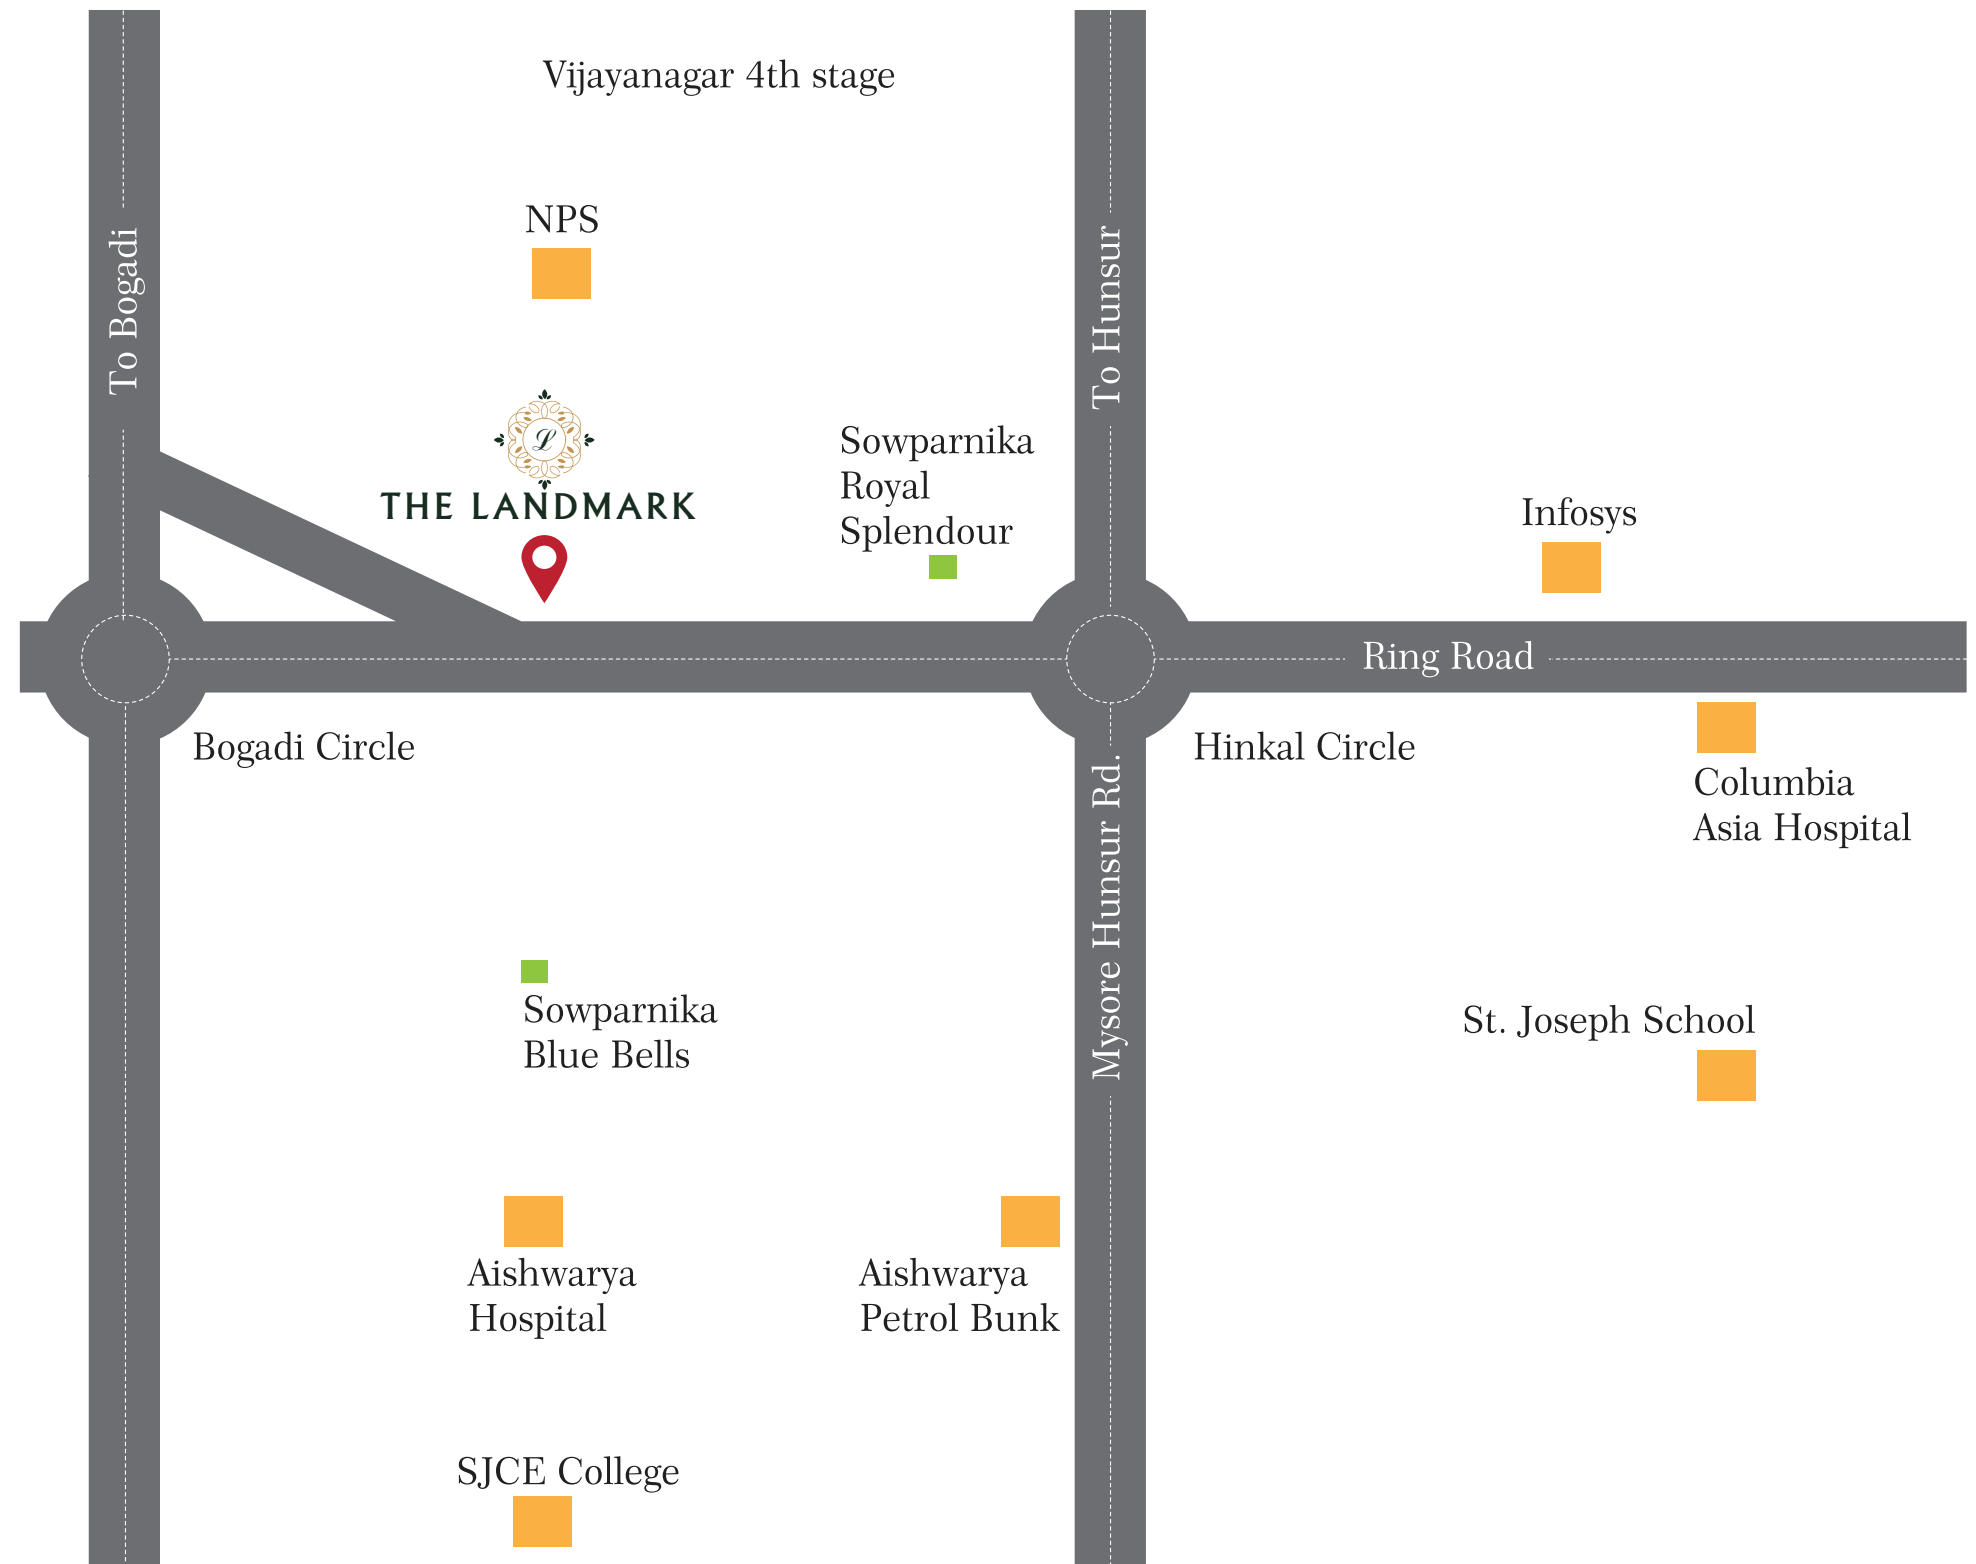 Vijayanagar 4th stage
NPS
To Bogadi
To Hunsur
L
THE LANDMARK
Sowparnika
Royal
Splendour
Infosys
Ring Road
Bogadi Circle
Hinkal Circle
Columbia
Asia Hospital
Mysore Hunsur Rd.
Sowparnika
Blue Bells
St. Joseph School
Aishwarya
Hospital
Aishwarya
Petrol Bunk
SJCE College